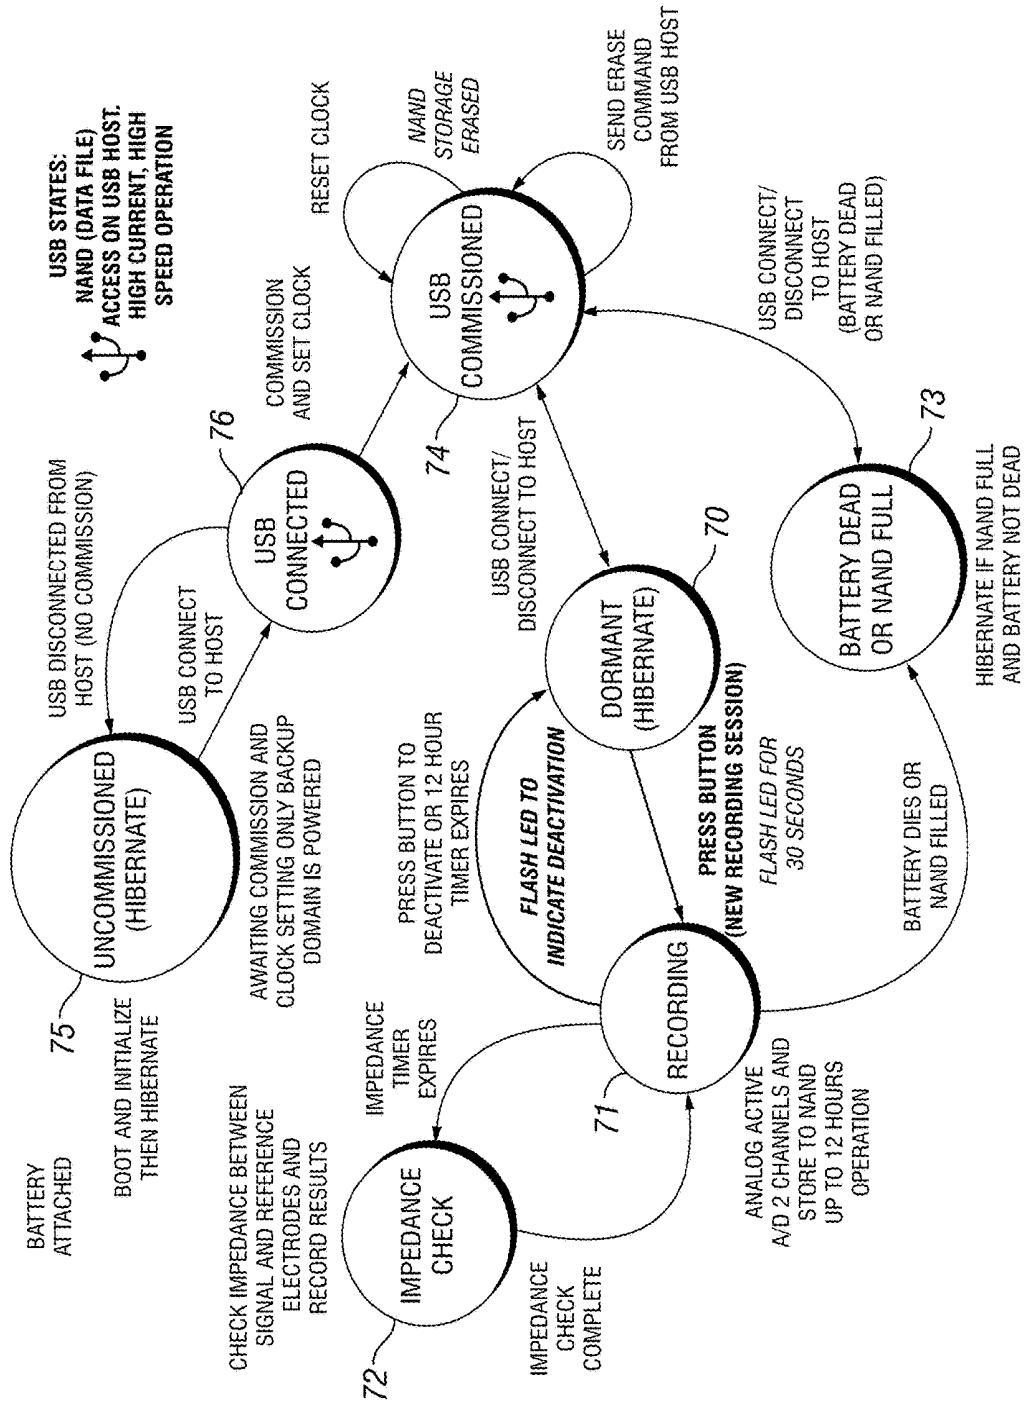 BATTERY
ATTACHED
BOOT AND INITIALIZE
THEN HIBERNATE
75
UNCOMMISSIONED
(HIBERNATE)
AWAITING COMMISSION AND
CLOCK SETTING ONLY BACKUP
DOMAIN IS POWERED
USB DISCONNECTED FROM
HOST (NO COMMISSION)
USB CONNECT
TO HOST
76
USB
CONNECTED
COMMISSION
AND SET CLOCK
USB STATES:
NAND (DATA FILE)
ACCESS ON USB HOST.
HIGH CURRENT, HIGH
SPEED OPERATION
RESET CLOCK
NAND
STORAGE
ERASED
74
USB
COMMISSIONED
SEND ERASE
COMMAND
FROM USB HOST
CHECK IMPEDANCE BETWEEN
SIGNAL AND REFERENCE
ELECTRODES AND
RECORD RESULTS
72
IMPEDANCE
CHECK
IMPEDANCE
TIMER
EXPIRES
IMPEDANCE
CHECK
COMPLETE
PRESS BUTTON TO
DEACTIVATE OR 12 HOUR
TIMER EXPIRES
FLASH LED TO
INDICATE DEACTIVATION
71
RECORDING
ANALOG ACTIVE
A/D 2 CHANNELS AND
STORE TO NAND
UP TO 12 HOURS
OPERATION
USB CONNECT/
DISCONNECT TO HOST
DORMANT
(HIBERNATE)
70
PRESS BUTTON
(NEW RECORDING SESSION)
FLASH LED FOR
30 SECONDS
USB CONNECT/
DISCONNECT
TO HOST
(BATTERY DEAD
OR NAND FILLED)
BATTERY DIES OR
NAND FILLED
73
BATTERY DEAD
OR NAND FULL
HIBERNATE IF NAND FULL
AND BATTERY NOT DEAD